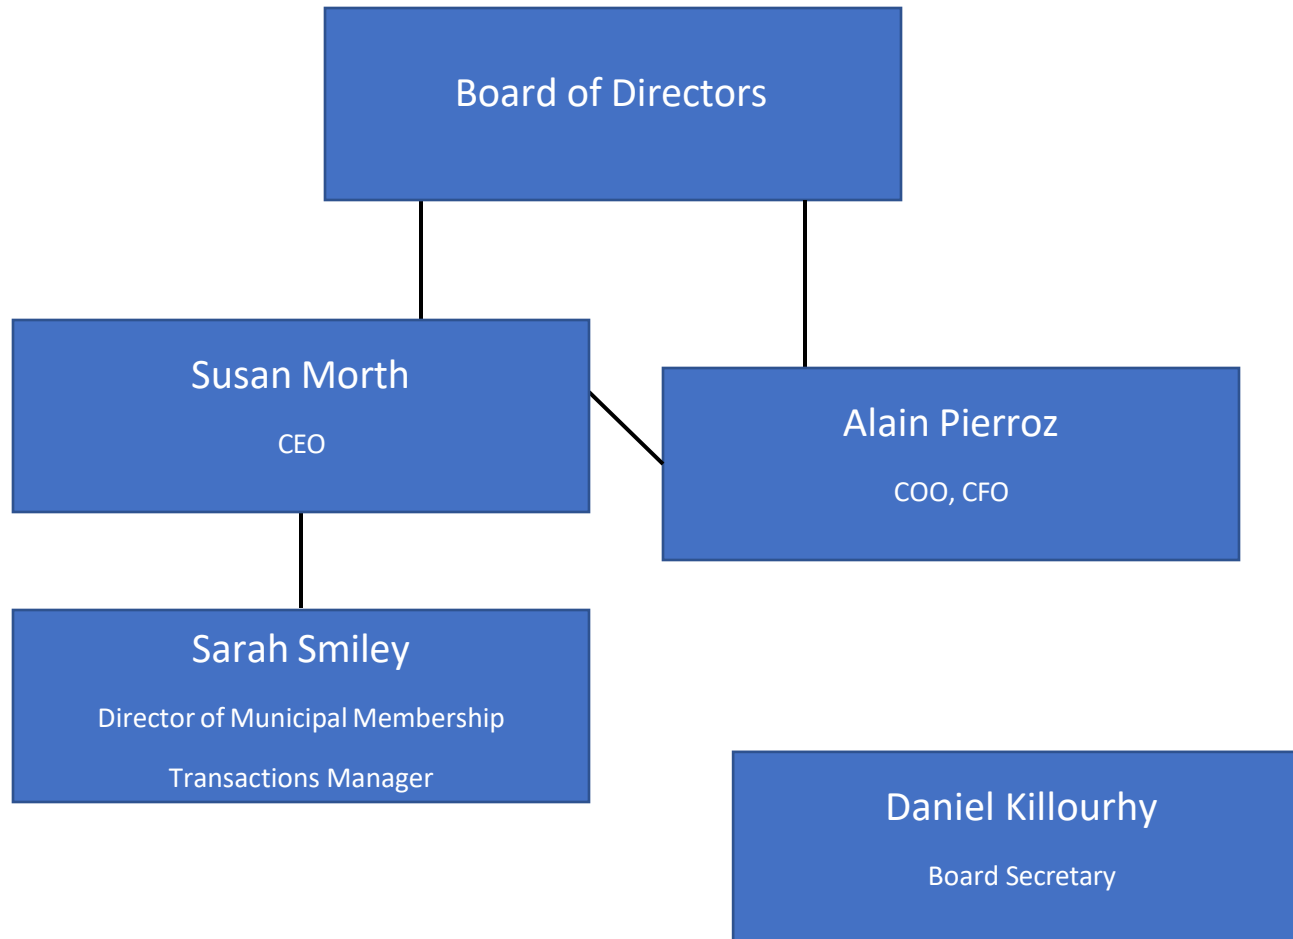 Board of Directors
Susan Morth
CEO
Alain Pierroz
COO, CFO
Sarah Smiley
Director of Municipal Membership
Transactions Manager
Daniel Killourhy
Board Secretary